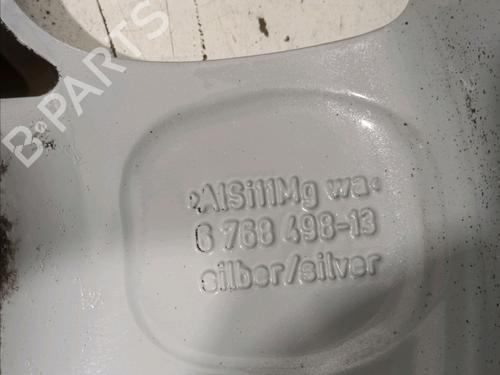 B-PARTS
>AlSi11Mg wa<
6 768 498-13
silber/silver